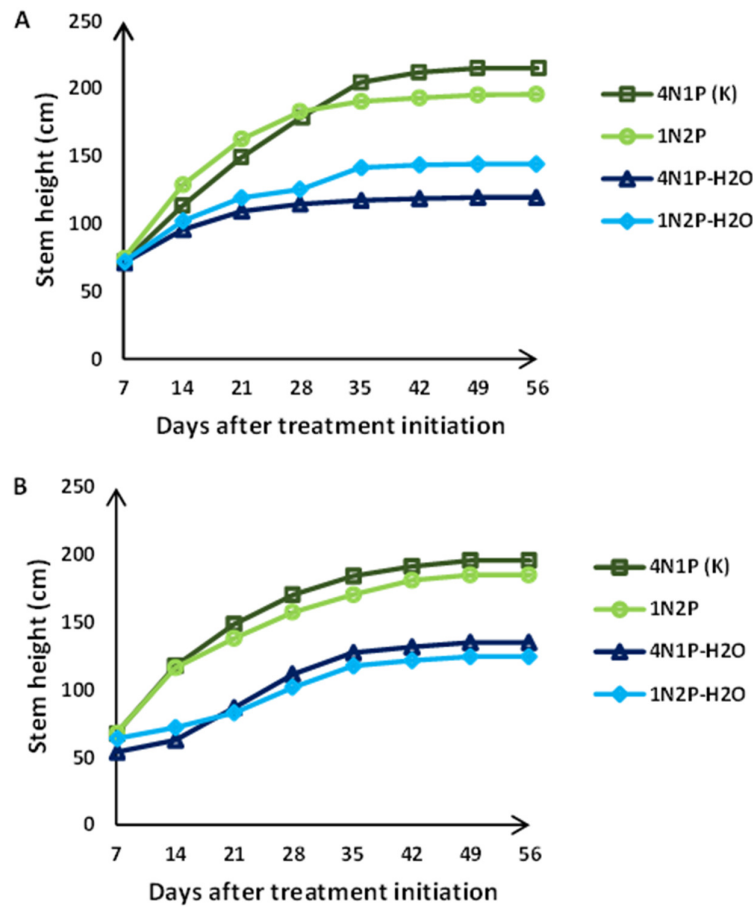 A
250
200
150
100
50
0
Stem height (cm)
7 14 21 28 35 42 49 56
Days after treatment initiation
4N1P (K)
1N2P
4N1P-H2O
1N2P-H2O
B
250
200
150
100
50
0
Stem height (cm)
7 14 21 28 35 42 49 56
Days after treatment initiation
4N1P (K)
1N2P
4N1P-H2O
1N2P-H2O